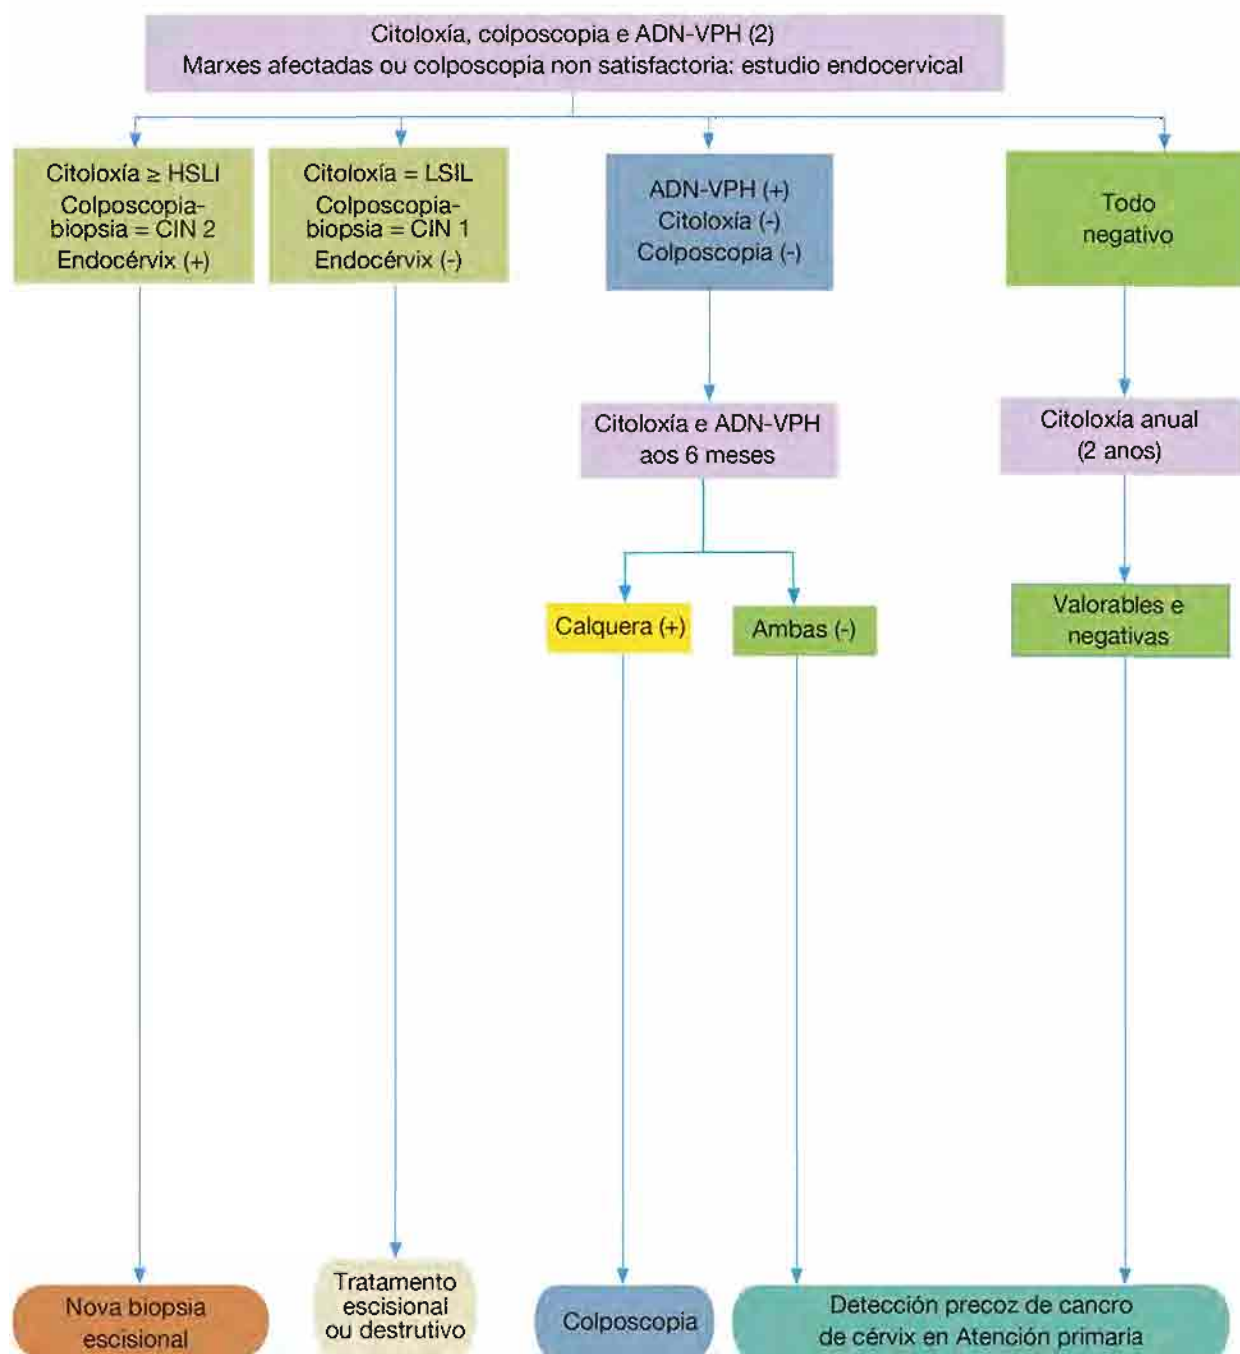 Citoloxía, colposcopia e ADN-VPH (2)
Marxes afectadas ou colposcopia non satisfactoria: estudio endocervical
Citoloxía ≥ HSLI
Colposcopia-
biopsia = CIN 2
Endocérvix (+)
Citoloxía = LSIL
Colposcopia-
biopsia = CIN 1
Endocérvix (-)
ADN-VPH (+)
Citoloxía (-)
Colposcopia (-)
Todo
negativo
Citoloxía e ADN-VPH
aos 6 meses
Citoloxía anual
(2 anos)
Calquera (+)
Ambas (-)
Valorables e
negativas
Nova biopsia
escisional
Tratamento
escisional
ou destrutivo
Colposcopia
Detección precoz de cancro
de cérvix en Atención primaria